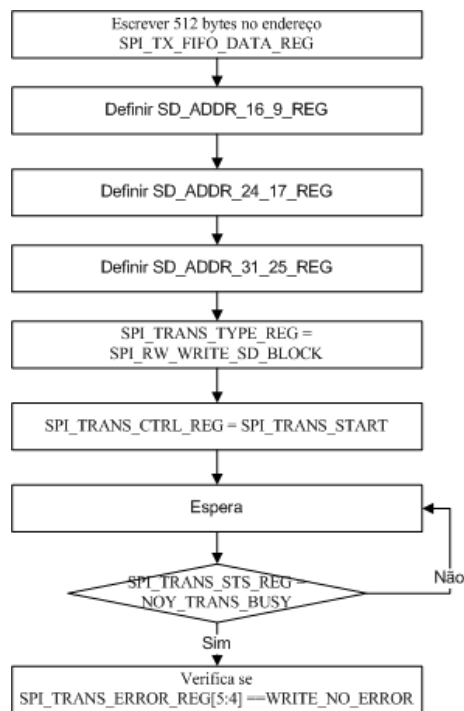 Escrever 512 bytes no endereço
SPI_TX_FIFO_DATA_REG
Definir SD_ADDR_16_9_REG
Definir SD_ADDR_24_17_REG
Definir SD_ADDR_31_25_REG
SPI_TRANS_TYPE_REG =
SPI_RW_WRITE_SD_BLOCK
SPI_TRANS_CTRL_REG = SPI_TRANS_START
Espera
SPI_TRANS_STS_REG =
NOY_TRANS_BUSY
Não
Sim
Verifica se
SPI_TRANS_ERROR_REG[5:4] ==WRITE_NO_ERROR